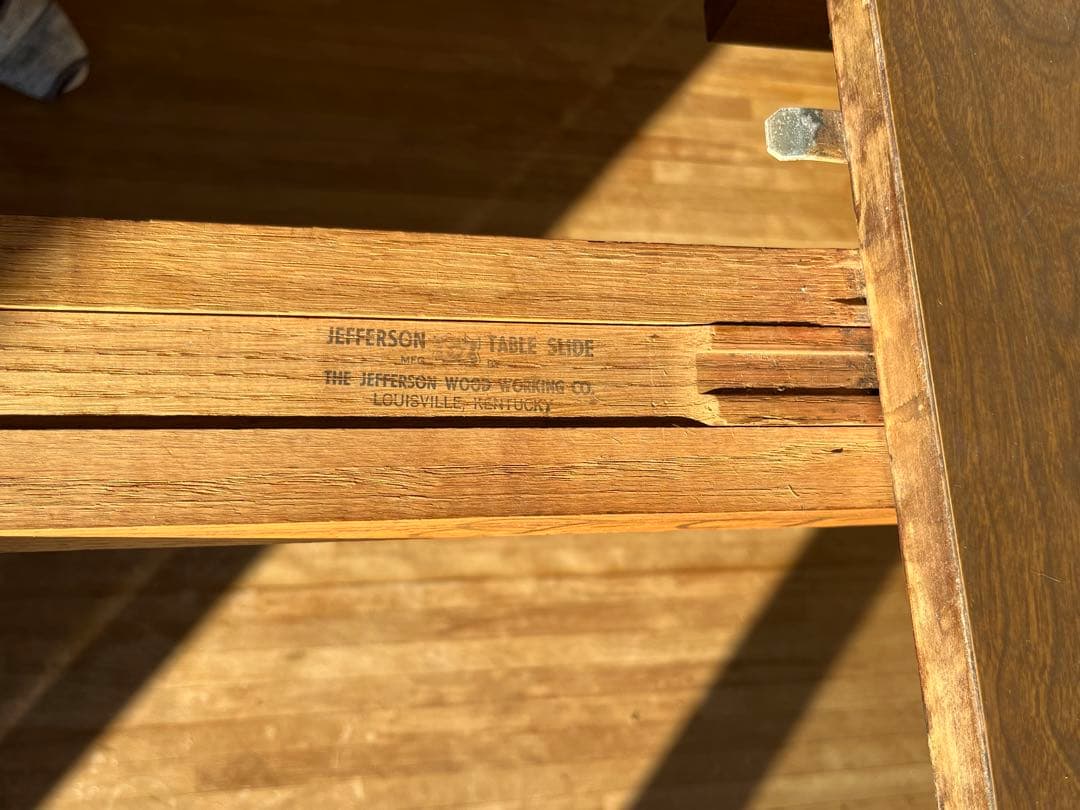 JEFFERSON TABLE SLIDE
MFG. BY
THE JEFFERSON WOOD WORKING CO.
LOUISVILLE, KENTUCKY